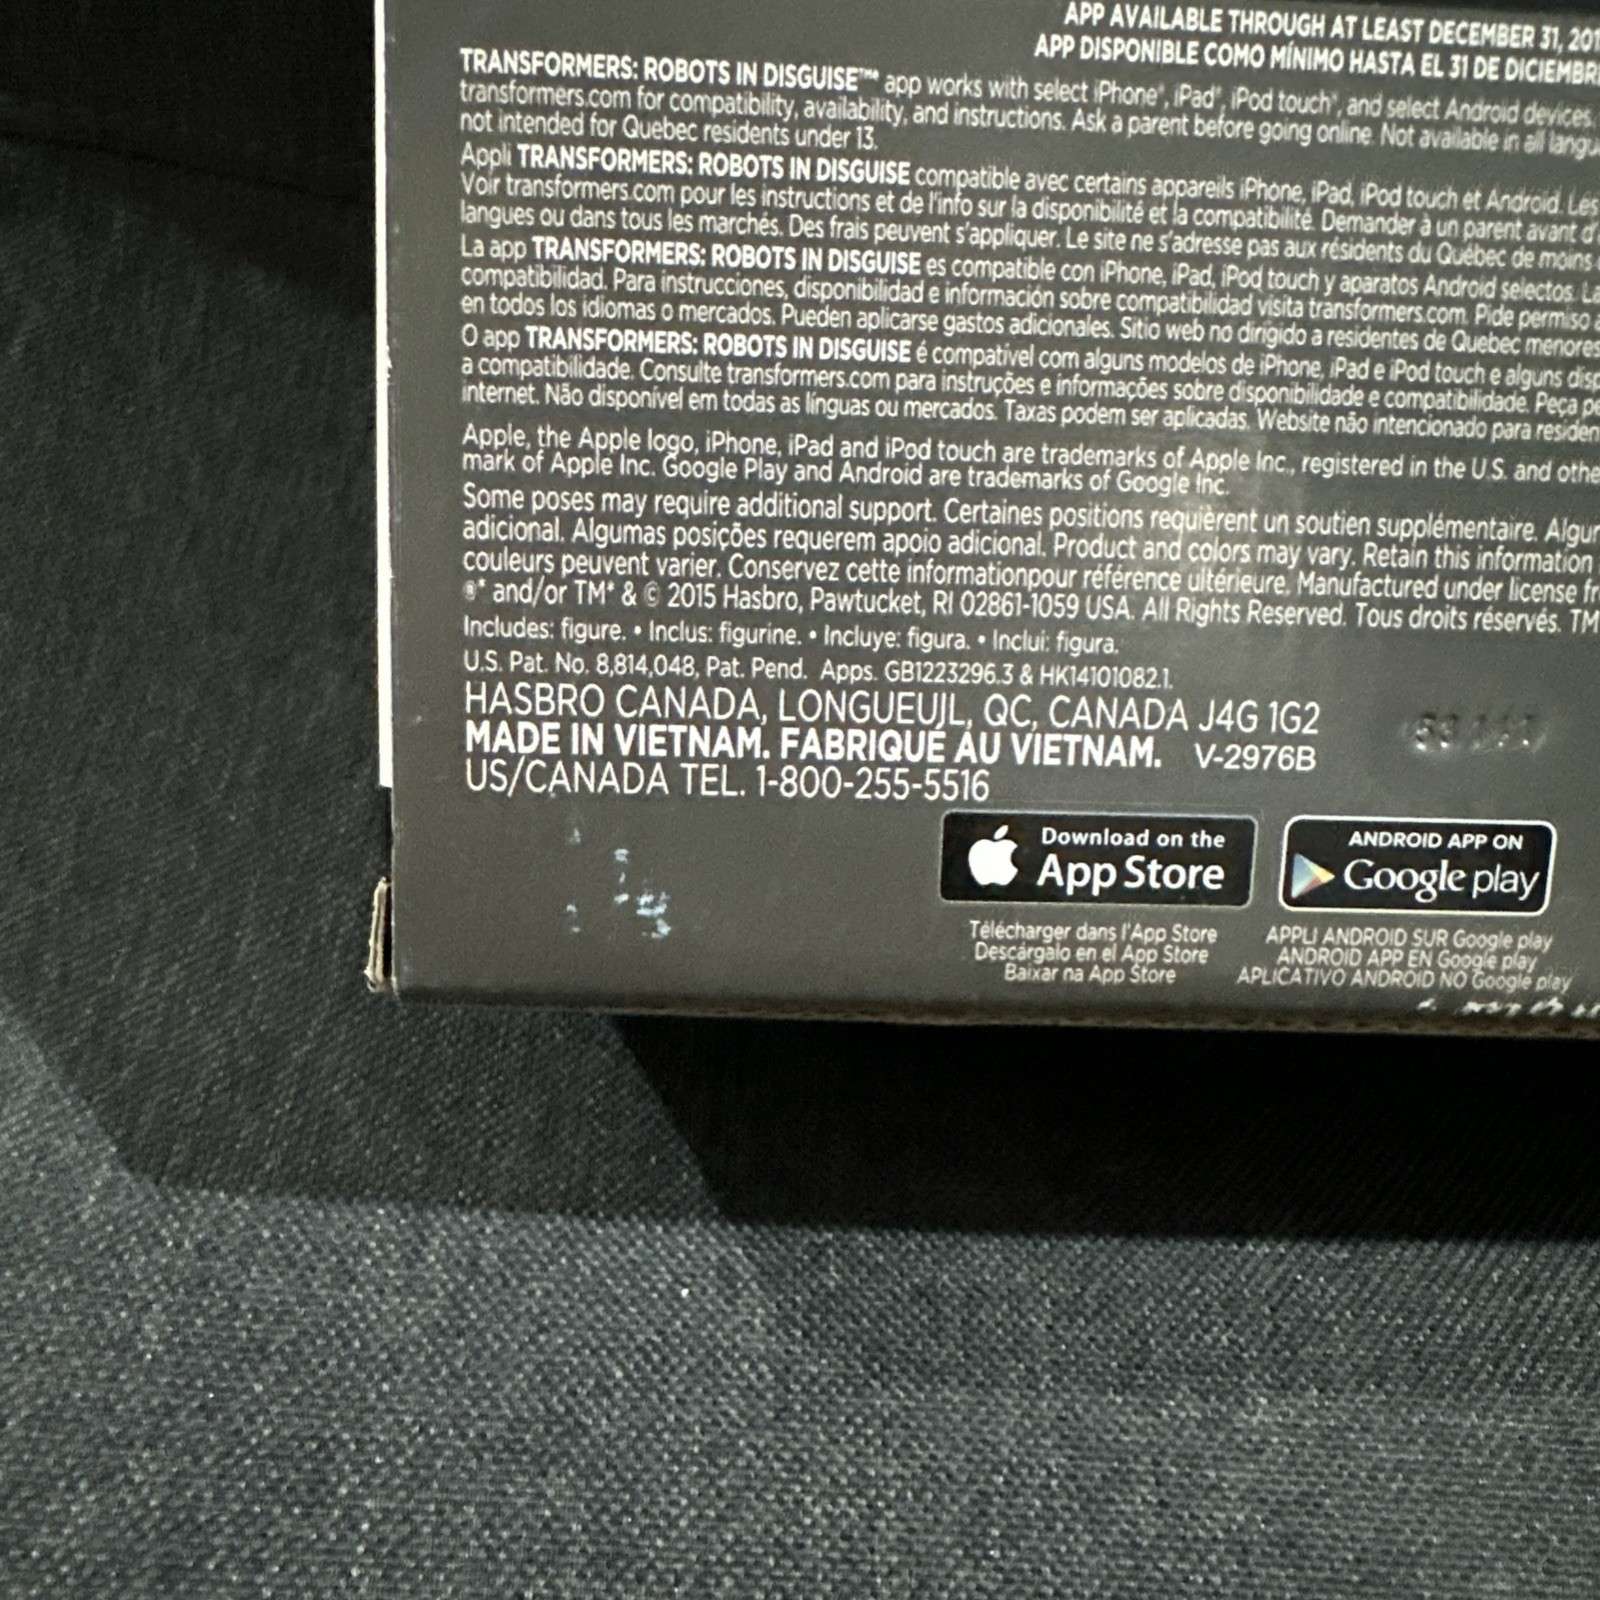 APP AVAILABLE THROUGH AT LEAST DECEMBER 31, 201
APP DISPONIBLE COMO MÍNIMO HASTA EL 31 DE DICIEMBR
TRANSFORMERS: ROBOTS IN DISGUISE™* app works with select iPhone®, iPad®, iPod touch®, and select Android devices.
transformers.com for compatibility, availability, and instructions. Ask a parent before going online. Not available in all langu
not intended for Quebec residents under 13.
Appli TRANSFORMERS: ROBOTS IN DISGUISE compatible avec certains appareils iPhone, iPad, iPod touch et Android. Les
Voir transformers.com pour les instructions et de l'info sur la disponibilité et la compatibilité. Demander à un parent avant d'
langues ou dans tous les marchés. Des frais peuvent s'appliquer. Le site ne s'adresse pas aux résidents du Québec de moins
La app TRANSFORMERS: ROBOTS IN DISGUISE es compatible con iPhone, iPad, iPod touch y aparatos Android selectos. La
compatibilidad. Para instrucciones, disponibilidad e información sobre compatibilidad visita transformers.com. Pide permiso a
en todos los idiomas o mercados. Pueden aplicarse gastos adicionales. Sitio web no dirigido a residentes de Quebec menores
O app TRANSFORMERS: ROBOTS IN DISGUISE é compatível com alguns modelos de iPhone, iPad e iPod touch e alguns disp
a compatibilidade. Consulte transformers.com para instruções e informações sobre disponibilidade e compatibilidade. Peça pe
internet. Não disponível em todas as línguas ou mercados. Taxas podem ser aplicadas. Website não intencionado para residen
Apple, the Apple logo, iPhone, iPad and iPod touch are trademarks of Apple Inc., registered in the U.S. and othe
mark of Apple Inc. Google Play and Android are trademarks of Google Inc.
Some poses may require additional support. Certaines positions requièrent un soutien supplémentaire. Algun
adicional. Algumas posições requerem apoio adicional. Product and colors may vary. Retain this information
couleurs peuvent varier. Conservez cette informationpour référence ultérieure. Manufactured under license fr
®* and/or TM* & © 2015 Hasbro, Pawtucket, RI 02861-1059 USA. All Rights Reserved. Tous droits réservés. TM
Includes: figure. • Inclus: figurine. • Incluye: figura. • Inclui: figura.
U.S. Pat. No. 8,814,048, Pat. Pend. Apps. GB1223296.3 & HK14101082.1.
HASBRO CANADA, LONGUEUIL, QC, CANADA J4G 1G2
MADE IN VIETNAM. FABRIQUÉ AU VIETNAM. V-2976B
US/CANADA TEL. 1-800-255-5516
Download on the
App Store
ANDROID APP ON
Google play
Télécharger dans l'App Store
Descárgalo en el App Store
Baixar na App Store
APPLI ANDROID SUR Google play
ANDROID APP EN Google play
APLICATIVO ANDROID NO Google play